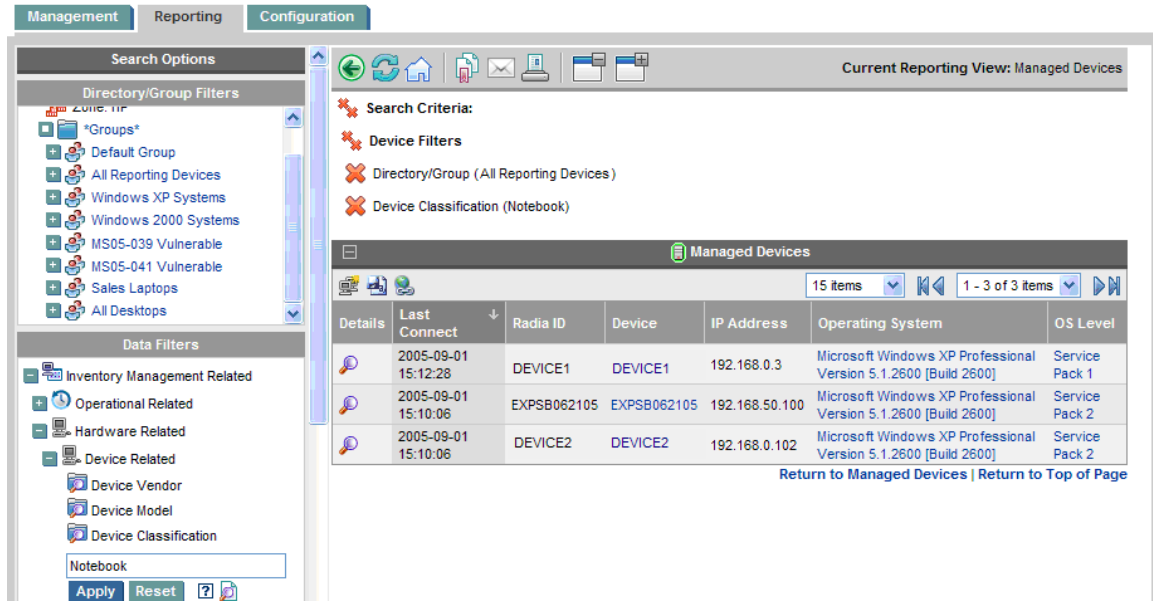 Management Reporting Configuration
Search Options
Directory/Group Filters
Zone: HP
*Groups*
Default Group
All Reporting Devices
Windows XP Systems
Windows 2000 Systems
MS05-039 Vulnerable
MS05-041 Vulnerable
Sales Laptops
All Desktops
Data Filters
Inventory Management Related
Operational Related
Hardware Related
Device Related
Device Vendor
Device Model
Device Classification
Notebook
Apply Reset ?
Current Reporting View: Managed Devices
Search Criteria:
Device Filters
Directory/Group (All Reporting Devices)
Device Classification (Notebook)
Managed Devices
15 items 1 - 3 of 3 items
Details Last Connect Radia ID Device IP Address Operating System OS Level
2005-09-01 Microsoft Windows XP Professional Service
15:12:28 DEVICE1 DEVICE1 192.168.0.3 Version 5.1.2600 [Build 2600] Pack 1
2005-09-01 Microsoft Windows XP Professional Service
15:10:06 EXPSB062105 EXPSB062105 192.168.50.100 Version 5.1.2600 [Build 2600] Pack 2
2005-09-01 Microsoft Windows XP Professional Service
15:10:06 DEVICE2 DEVICE2 192.168.0.102 Version 5.1.2600 [Build 2600] Pack 2
Return to Managed Devices | Return to Top of Page